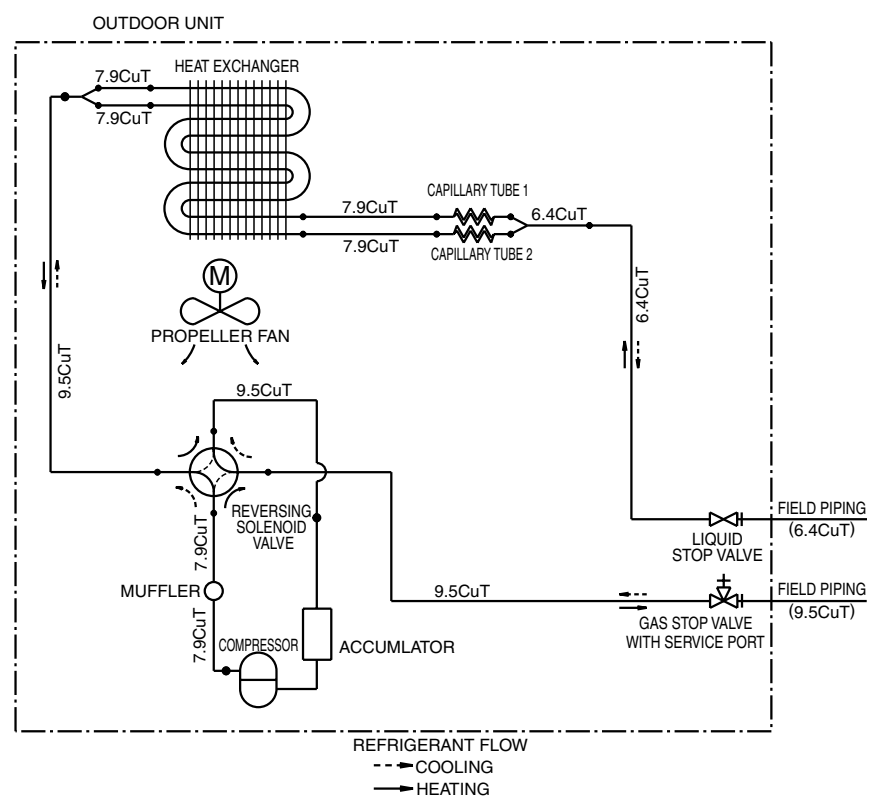 OUTDOOR UNIT
7.9CuT
HEAT EXCHANGER
7.9CuT
CAPILLARY TUBE 1
7.9CuT
6.4CuT
7.9CuT
CAPILLARY TUBE 2
M
6.4CuT
PROPELLER FAN
9.5CuT
9.5CuT
REVERSING
SOLENOID
VALVE
7.9CuT
FIELD PIPING
(6.4CuT)
LIQUID
STOP VALVE
MUFFLER
9.5CuT
FIELD PIPING
(9.5CuT)
7.9CuT
COMPRESSOR
ACCUMLATOR
GAS STOP VALVE
WITH SERVICE PORT
REFRIGERANT FLOW
COOLING
HEATING